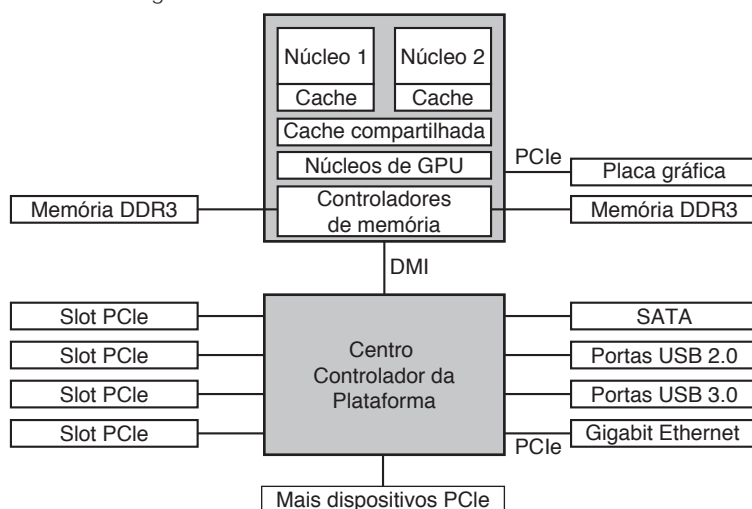 Núcleo 1
Núcleo 2
Cache
Cache
Cache compartilhada
Núcleos de GPU
PCIe
Placa gráfica
Memória DDR3
Controladores
de memória
Memória DDR3
DMI
Slot PCIe
Slot PCIe
Slot PCIe
Slot PCIe
Centro
Controlador da
Plataforma
SATA
Portas USB 2.0
Portas USB 3.0
Gigabit Ethernet
PCIe
Mais dispositivos PCIe